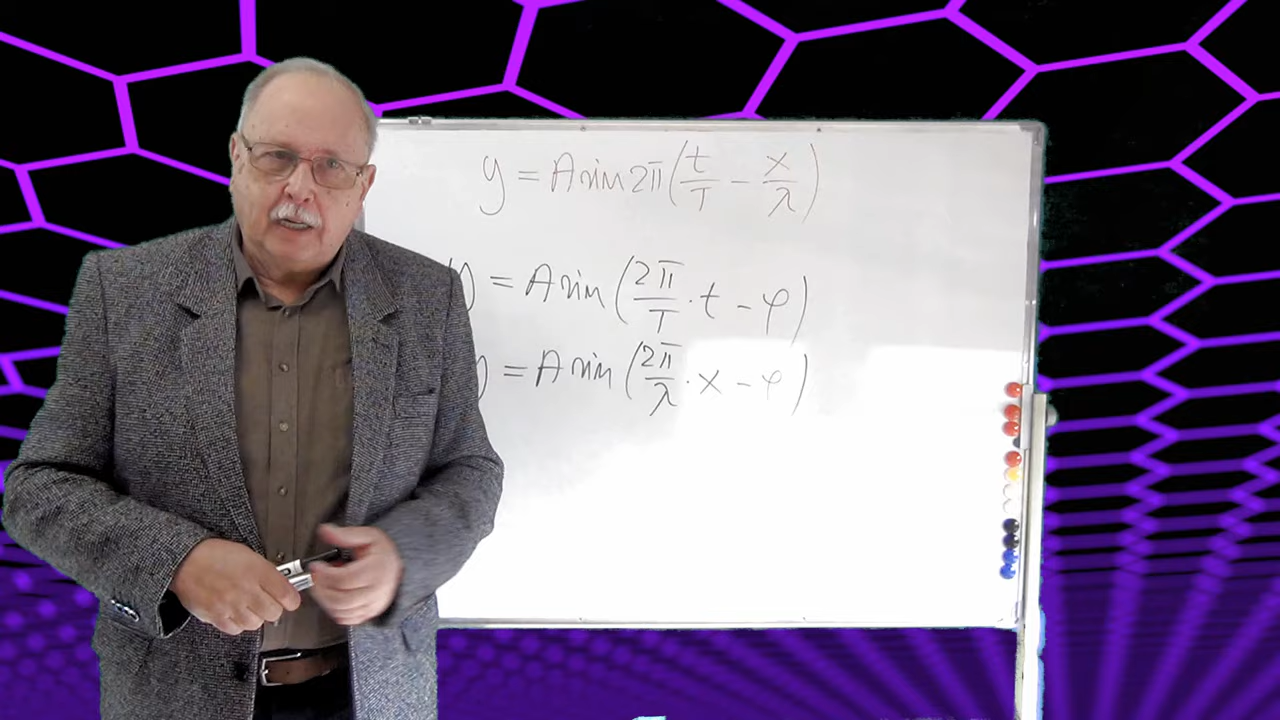 y = A sin 2π (t/T − x/λ)
y = A sin (2π/T · t − φ)
y = A sin (2π/λ · x − φ)